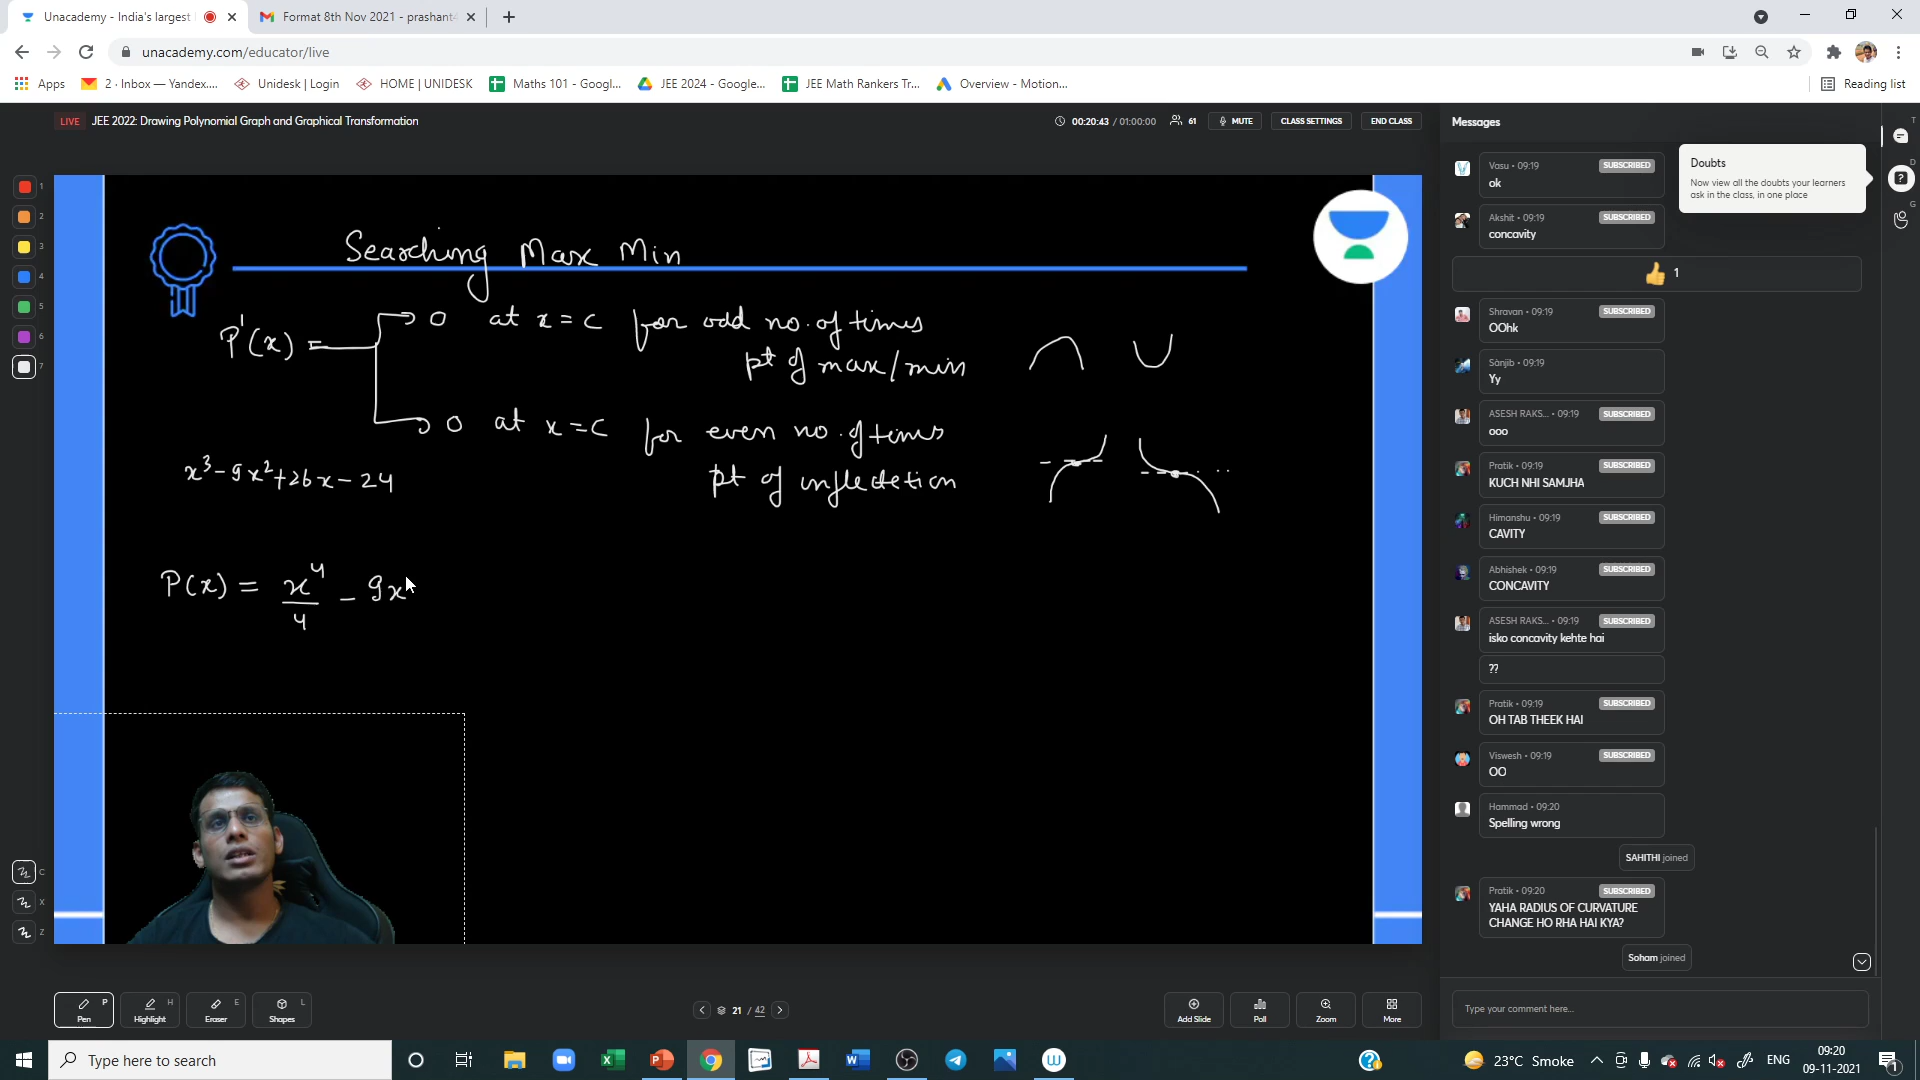 Unacademy - India's largest
Format 8th Nov 2021 - prashant4
unacademy.com/educator/live
Apps
2 · Inbox — Yandex....
Unidesk | Login
HOME | UNIDESK
Maths 101 - Googl...
JEE 2024 - Google...
JEE Math Rankers Tr...
Overview - Motion...
Reading list
LIVE JEE 2022: Drawing Polynomial Graph and Graphical Transformation
00:20:43 / 01:00:00
61
MUTE
CLASS SETTINGS
END CLASS
1
2
3
4
5
6
7
Searching Max Min
P'(x) = 0 at x = c for odd no. of times
pt of max/min
0 at x = c for even no. of times
pt of infledetion
x³ - 9x² + 26x - 24
P(x) = x⁴/4 - 9x
C
X
Z
Pen P
Highlight H
Eraser E
Shapes L
21 / 42
Add Slide
Poll
Zoom
More
Messages
Vasu • 09:19 SUBSCRIBED
ok
Akshit • 09:19 SUBSCRIBED
concavity
👍 1
Shravan • 09:19 SUBSCRIBED
OOhk
Sànjib • 09:19
Yy
ASESH RAKS... • 09:19 SUBSCRIBED
ooo
Pratik • 09:19 SUBSCRIBED
KUCH NHI SAMJHA
Himanshu • 09:19 SUBSCRIBED
CAVITY
Abhishek • 09:19 SUBSCRIBED
CONCAVITY
ASESH RAKS... • 09:19 SUBSCRIBED
isko concavity kehte hai
??
Pratik • 09:19 SUBSCRIBED
OH TAB THEEK HAI
Viswesh • 09:19 SUBSCRIBED
OO
Hammad • 09:20
Spelling wrong
SAHITHI joined
Pratik • 09:20 SUBSCRIBED
YAHA RADIUS OF CURVATURE
CHANGE HO RHA HAI KYA?
Soham joined
Type your comment here...
Doubts
Now view all the doubts your learners
ask in the class, in one place
T
D
G
Type here to search
23°C Smoke
ENG
09:20
09-11-2021
1